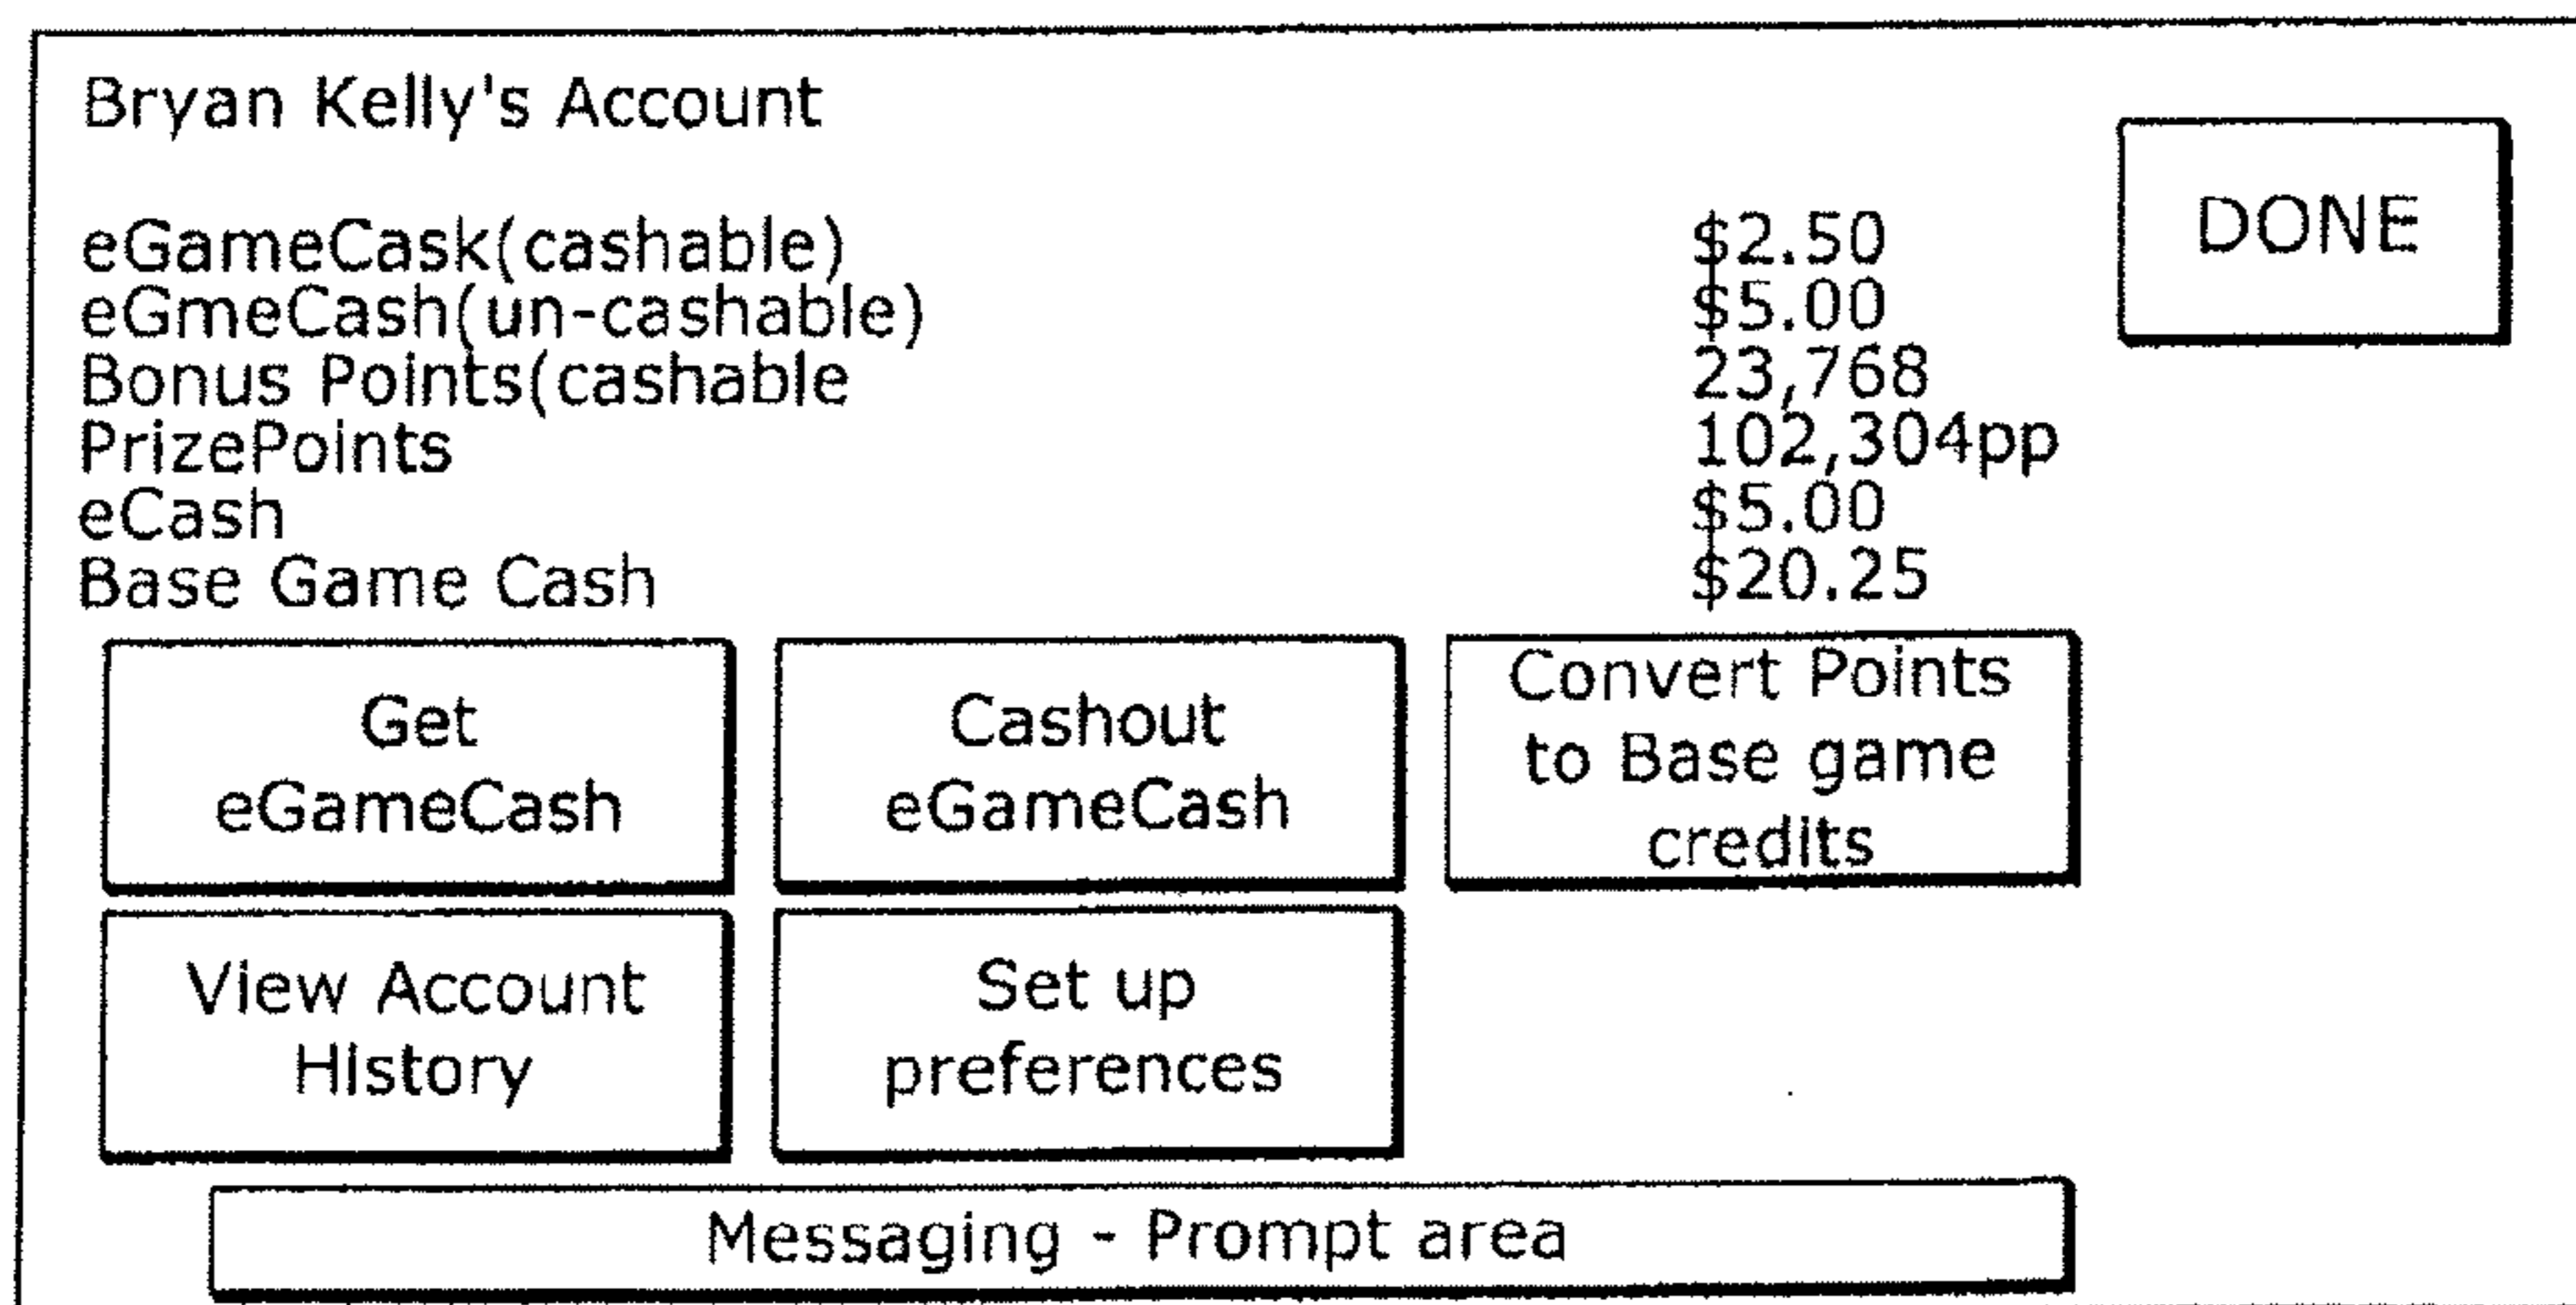 Bryan Kelly's Account
DONE
eGameCask(cashable) $2.50
eGmeCash(un-cashable) $5.00
Bonus Points(cashable 23,768
PrizePoints 102,304pp
eCash $5.00
Base Game Cash $20.25
Get
eGameCash
Cashout
eGameCash
Convert Points
to Base game
credits
View Account
History
Set up
preferences
Messaging - Prompt area